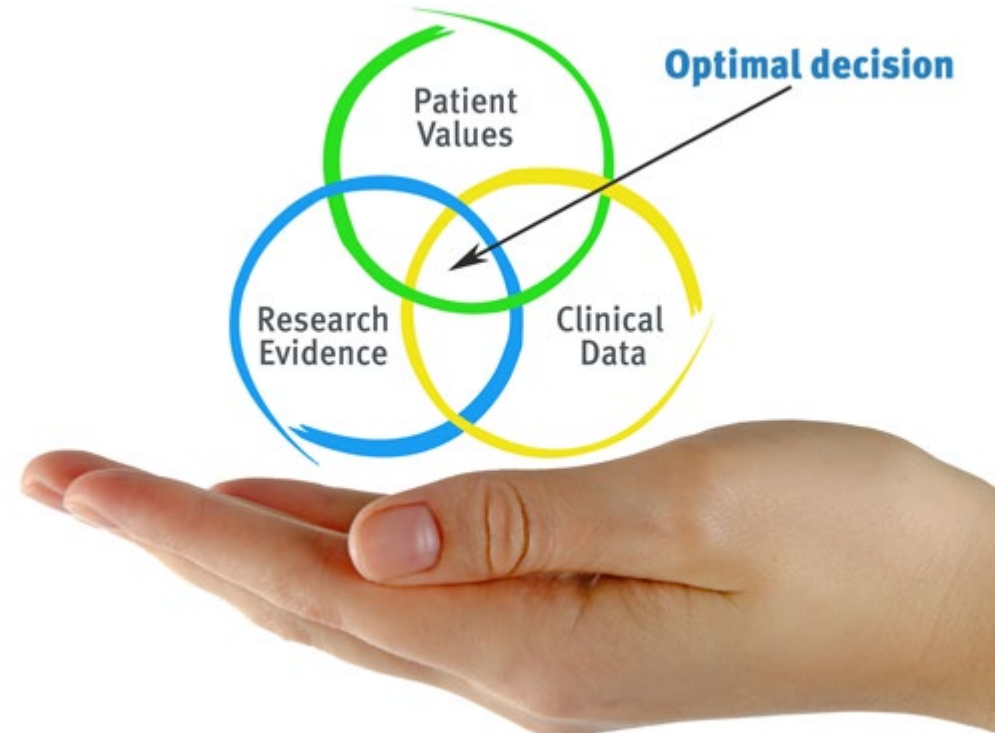 Optimal decision
Patient
Values
Research
Evidence
Clinical
Data